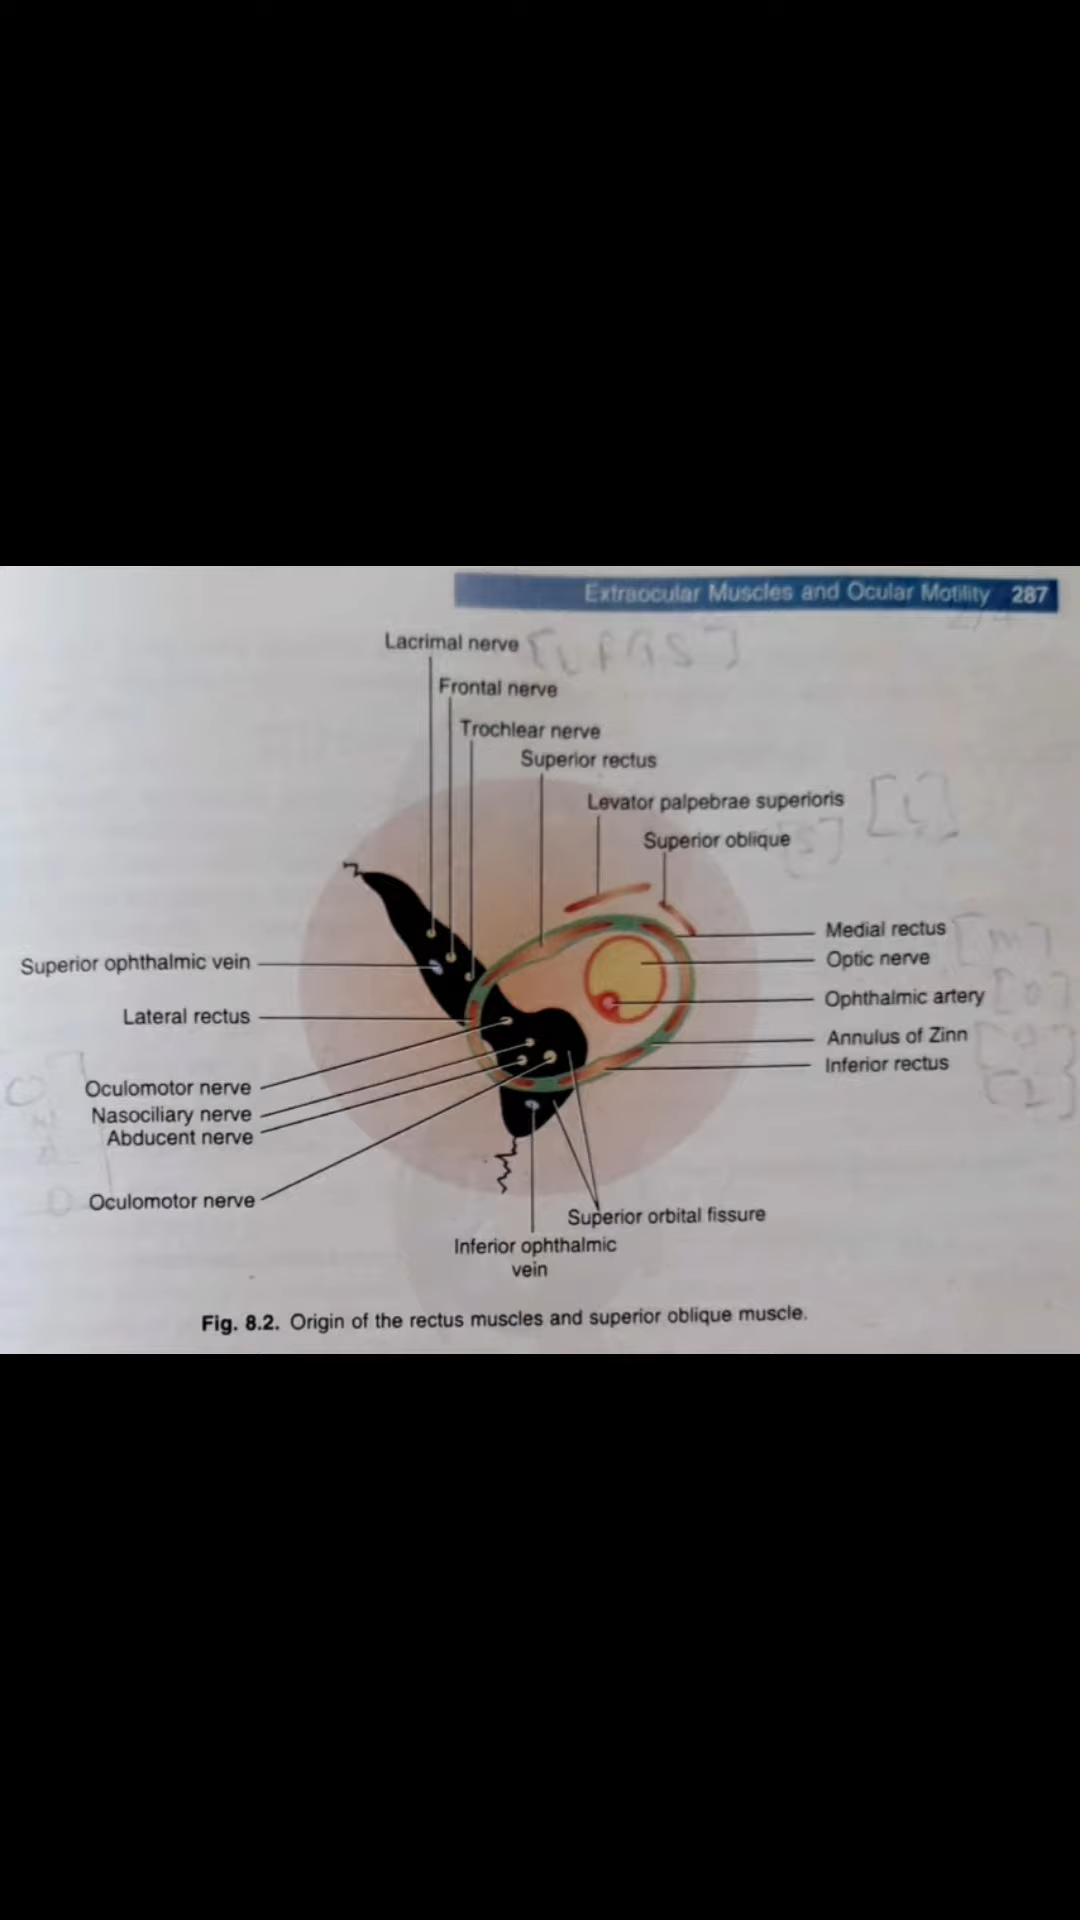 Extraocular Muscles and Ocular Motility 287
Lacrimal nerve
Frontal nerve
Trochlear nerve
Superior rectus
Levator palpebrae superioris
Superior oblique
Medial rectus
Superior ophthalmic vein
Optic nerve
Ophthalmic artery
Lateral rectus
Annulus of Zinn
Inferior rectus
Oculomotor nerve
Nasociliary nerve
Abducent nerve
Oculomotor nerve
Superior orbital fissure
Inferior ophthalmic
vein
Fig. 8.2. Origin of the rectus muscles and superior oblique muscle.